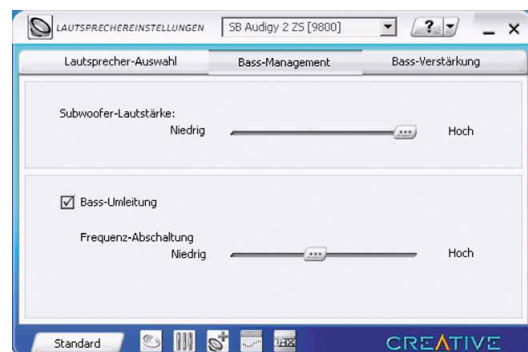 LAUTSPRECHEREINSTELLUNGEN SB Audigy 2 ZS [9800] ?
Lautsprecher-Auswahl Bass-Management Bass-Verstärkung
Subwoofer-Lautstärke:
Niedrig Hoch
Bass-Umleitung
Frequenz-Abschaltung
Niedrig Hoch
Standard THX CREATIVE